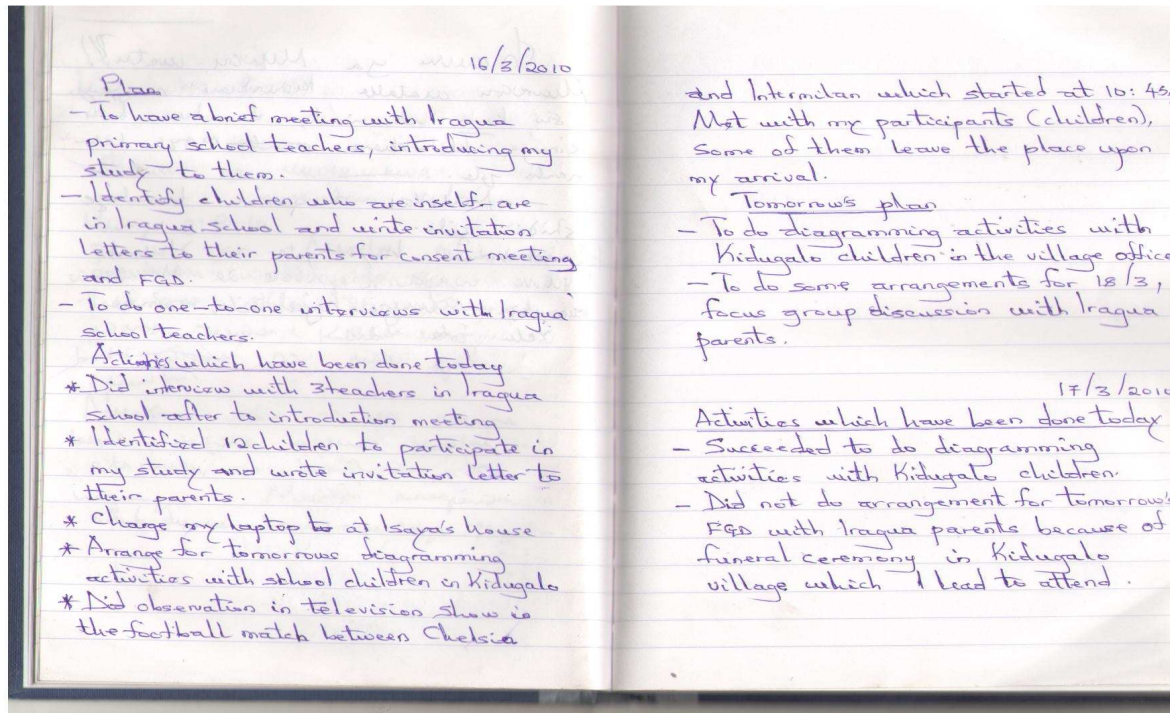 16/3/2010
Plan
- To have a brief meeting with Iragua
primary school teachers, introducing my
study to them.
- Identify children who are inself-are
in Iragua school and write invitation
letters to their parents for consent meeting
and FGD.
- To do one-to-one interviews with Iragua
school teachers.
Activities which have been done today
* Did interview with 3 teachers in Iragua
school after to introduction meeting
* Identified 12 children to participate in
my study and wrote invitation letter to
their parents.
* Charge my laptop to at Isaya's house
* Arrange for tomorrows diagramming
activities with school children in Kidugalo
* Did observation in television show in
the football match between Chelsia
and Intermilan which started at 10:45.
Met with my participants (children),
some of them leave the place upon
my arrival.
Tomorrow's plan
- To do diagramming activities with
Kidugalo children in the village office
- To do some arrangements for 18/3,
focus group discussion with Iragua
parents.
17/3/2010
Activities which have been done today
- Succeeded to do diagramming
activities with Kidugalo children.
- Did not do arrangement for tomorrow's
FGD with Iragua parents because of
funeral ceremony in Kidugalo
village which I had to attend.